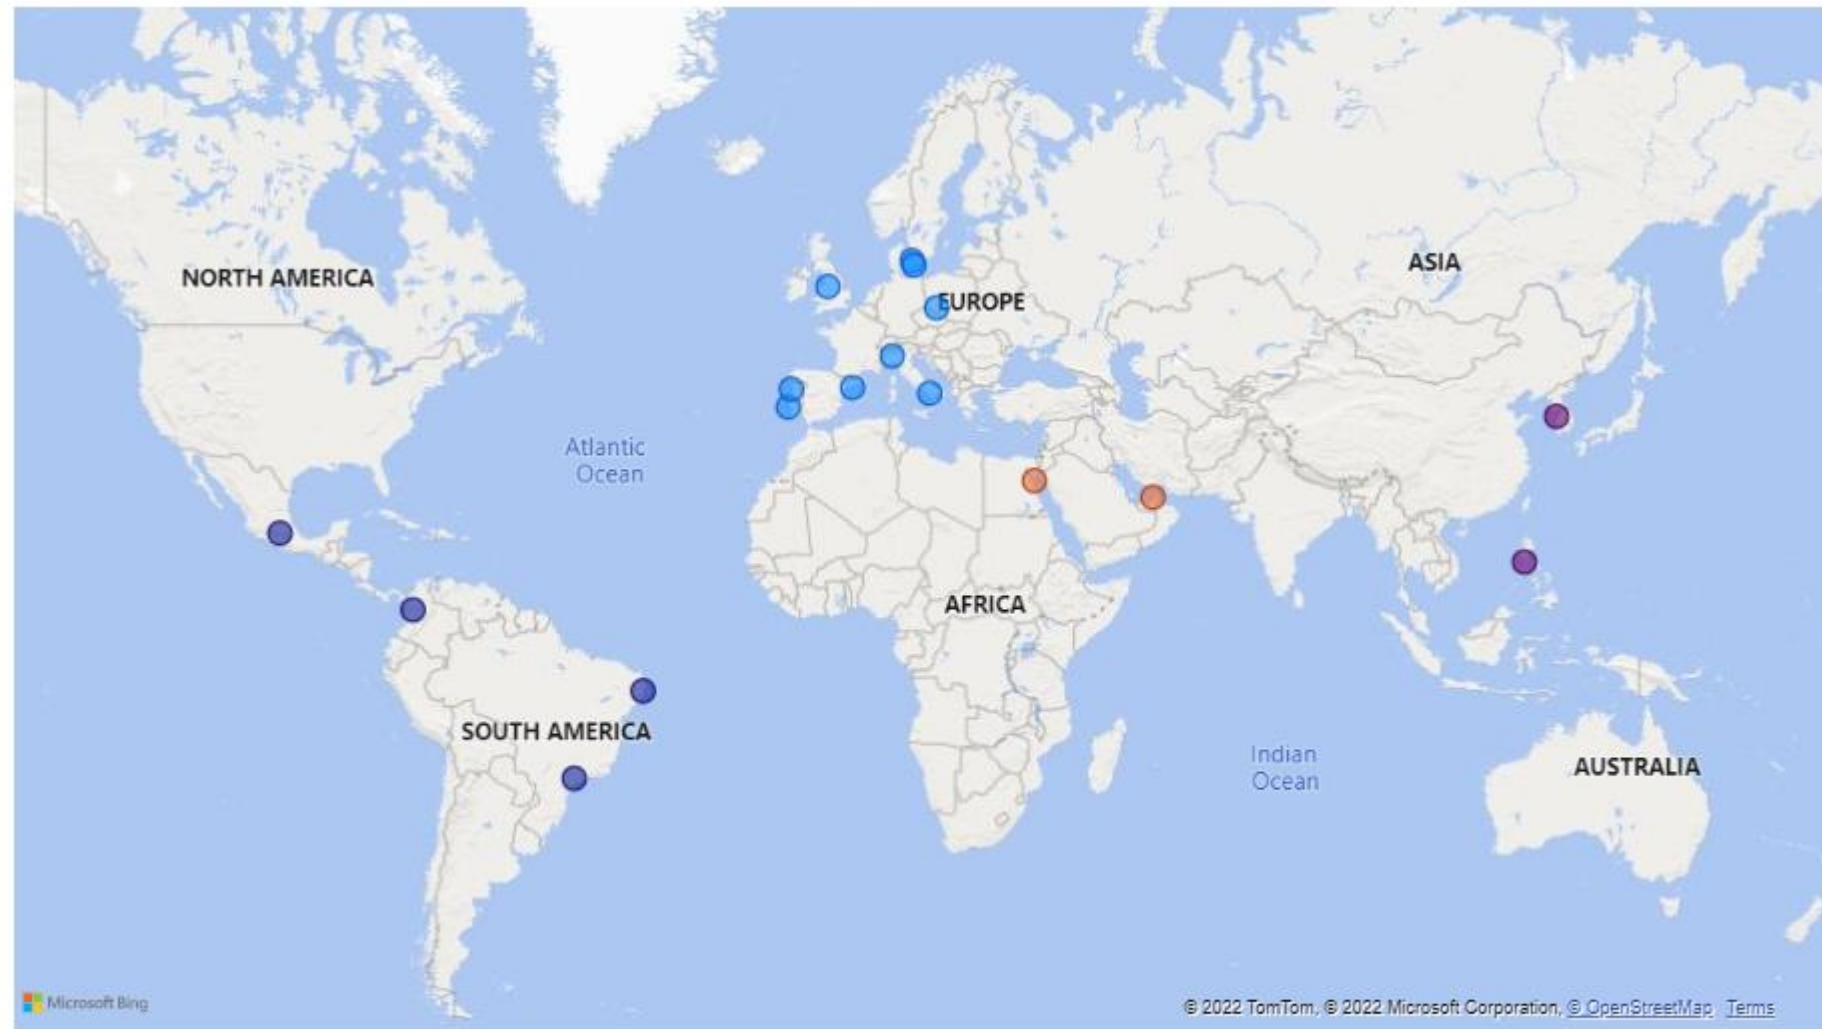 ASIA
NORTH AMERICA
EUROPE
Atlantic
Ocean
AFRICA
SOUTH AMERICA
Indian
Ocean
AUSTRALIA
Microsoft Bing
© 2022 TomTom, © 2022 Microsoft Corporation, © OpenStreetMap Terms